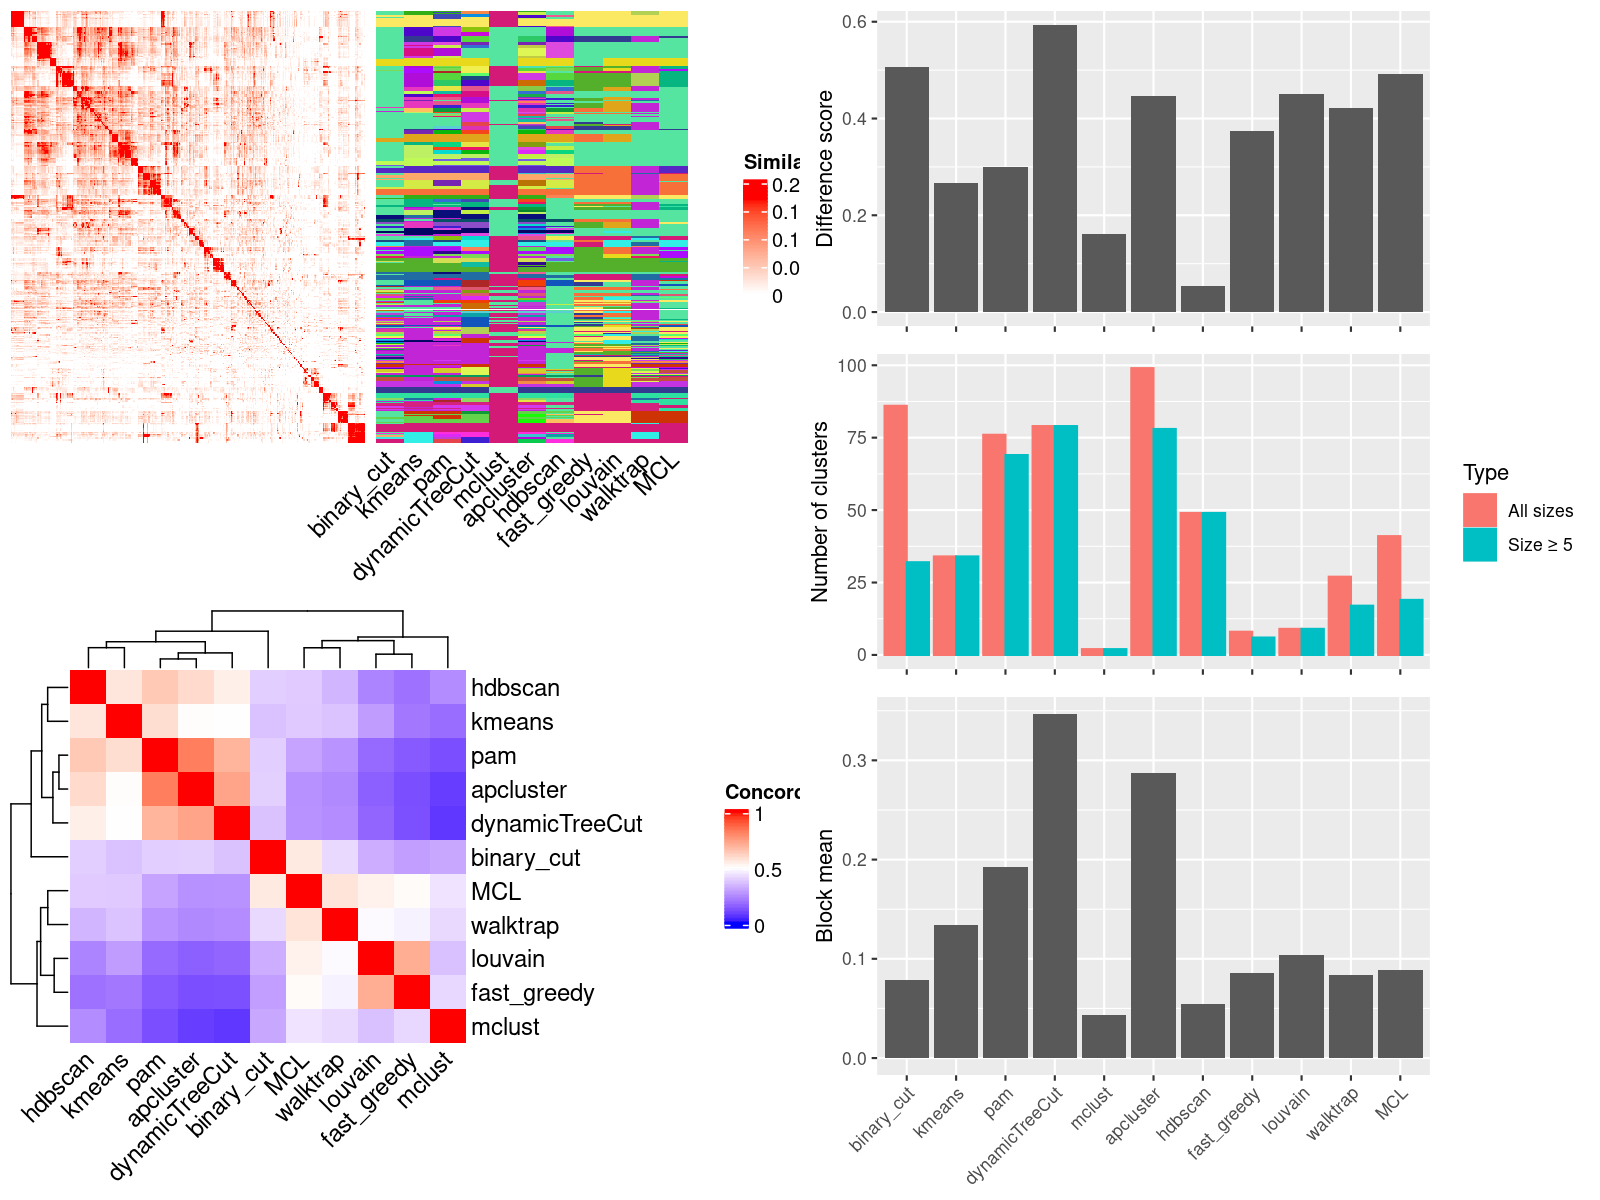 Simila
0.2
0.1
0.1
0.0
0
binary_cut
kmeans
pam
dynamicTreeCut
mclust
apcluster
hdbscan
fast_greedy
louvain
walktrap
MCL
hdbscan
kmeans
pam
apcluster
dynamicTreeCut
binary_cut
MCL
walktrap
louvain
fast_greedy
mclust
hdbscan
kmeans
pam
apcluster
dynamicTreeCut
binary_cut
MCL
walktrap
louvain
fast_greedy
mclust
Concord
1
0.5
0
Difference score
0.6
0.4
0.2
0.0
Number of clusters
100
75
50
25
0
Type
All sizes
Size ≥ 5
Block mean
0.3
0.2
0.1
0.0
binary_cut
kmeans
pam
dynamicTreeCut
mclust
apcluster
hdbscan
fast_greedy
louvain
walktrap
MCL